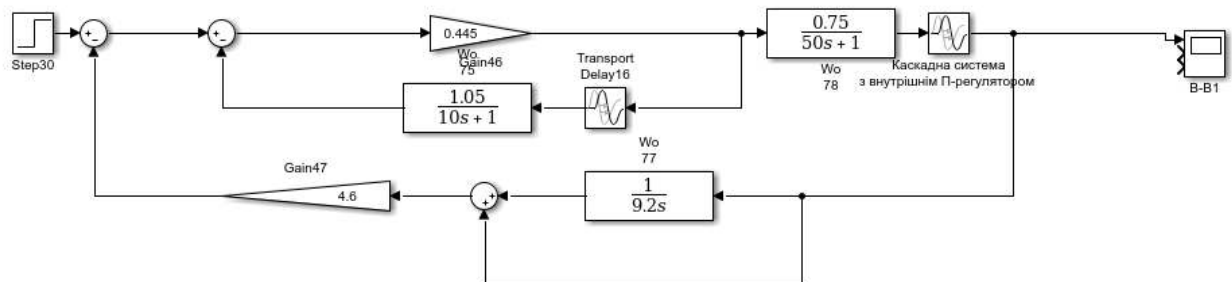 Step30
0.445
Wo
75
Gain46
1.05
10s + 1
Transport
Delay16
0.75
50s + 1
Wo
78
Каскадна система
з внутрішнім П-регулятором
B-B1
Gain47
4.6
Wo
77
1
9.2s